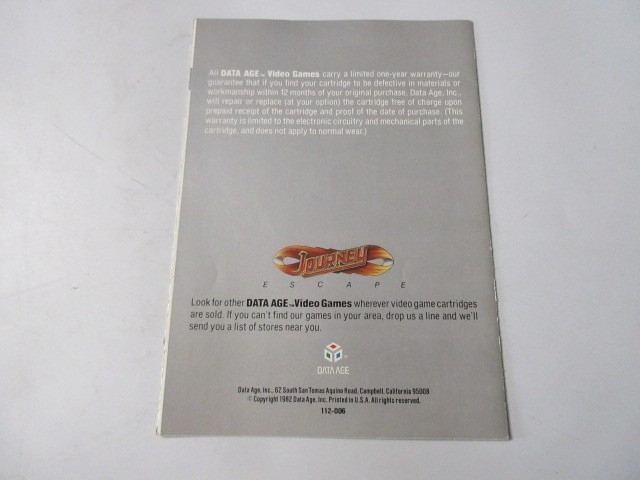 All DATA AGE™ Video Games carry a limited one-year warranty—our
guarantee that if you find your cartridge to be defective in materials or
workmanship within 12 months of your original purchase, Data Age, Inc.,
will repair or replace (at your option) the cartridge free of charge upon
prepaid receipt of the cartridge and proof of the date of purchase. (This
warranty is limited to the electronic circuitry and mechanical parts of the
cartridge, and does not apply to normal wear.)
JOURNEY
ESCAPE
Look for other DATA AGE™ Video Games wherever video game cartridges
are sold. If you can't find our games in your area, drop us a line and we'll
send you a list of stores near you.
DATA AGE
Data Age, Inc., 62 South San Tomas Aquino Road, Campbell, California 95008
© Copyright 1982 Data Age, Inc. Printed in U.S.A. All rights reserved.
112-006